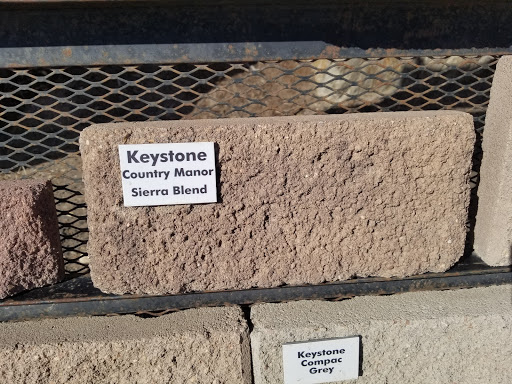 Keystone
Country Manor
Sierra Blend
Keystone
Compac
Grey